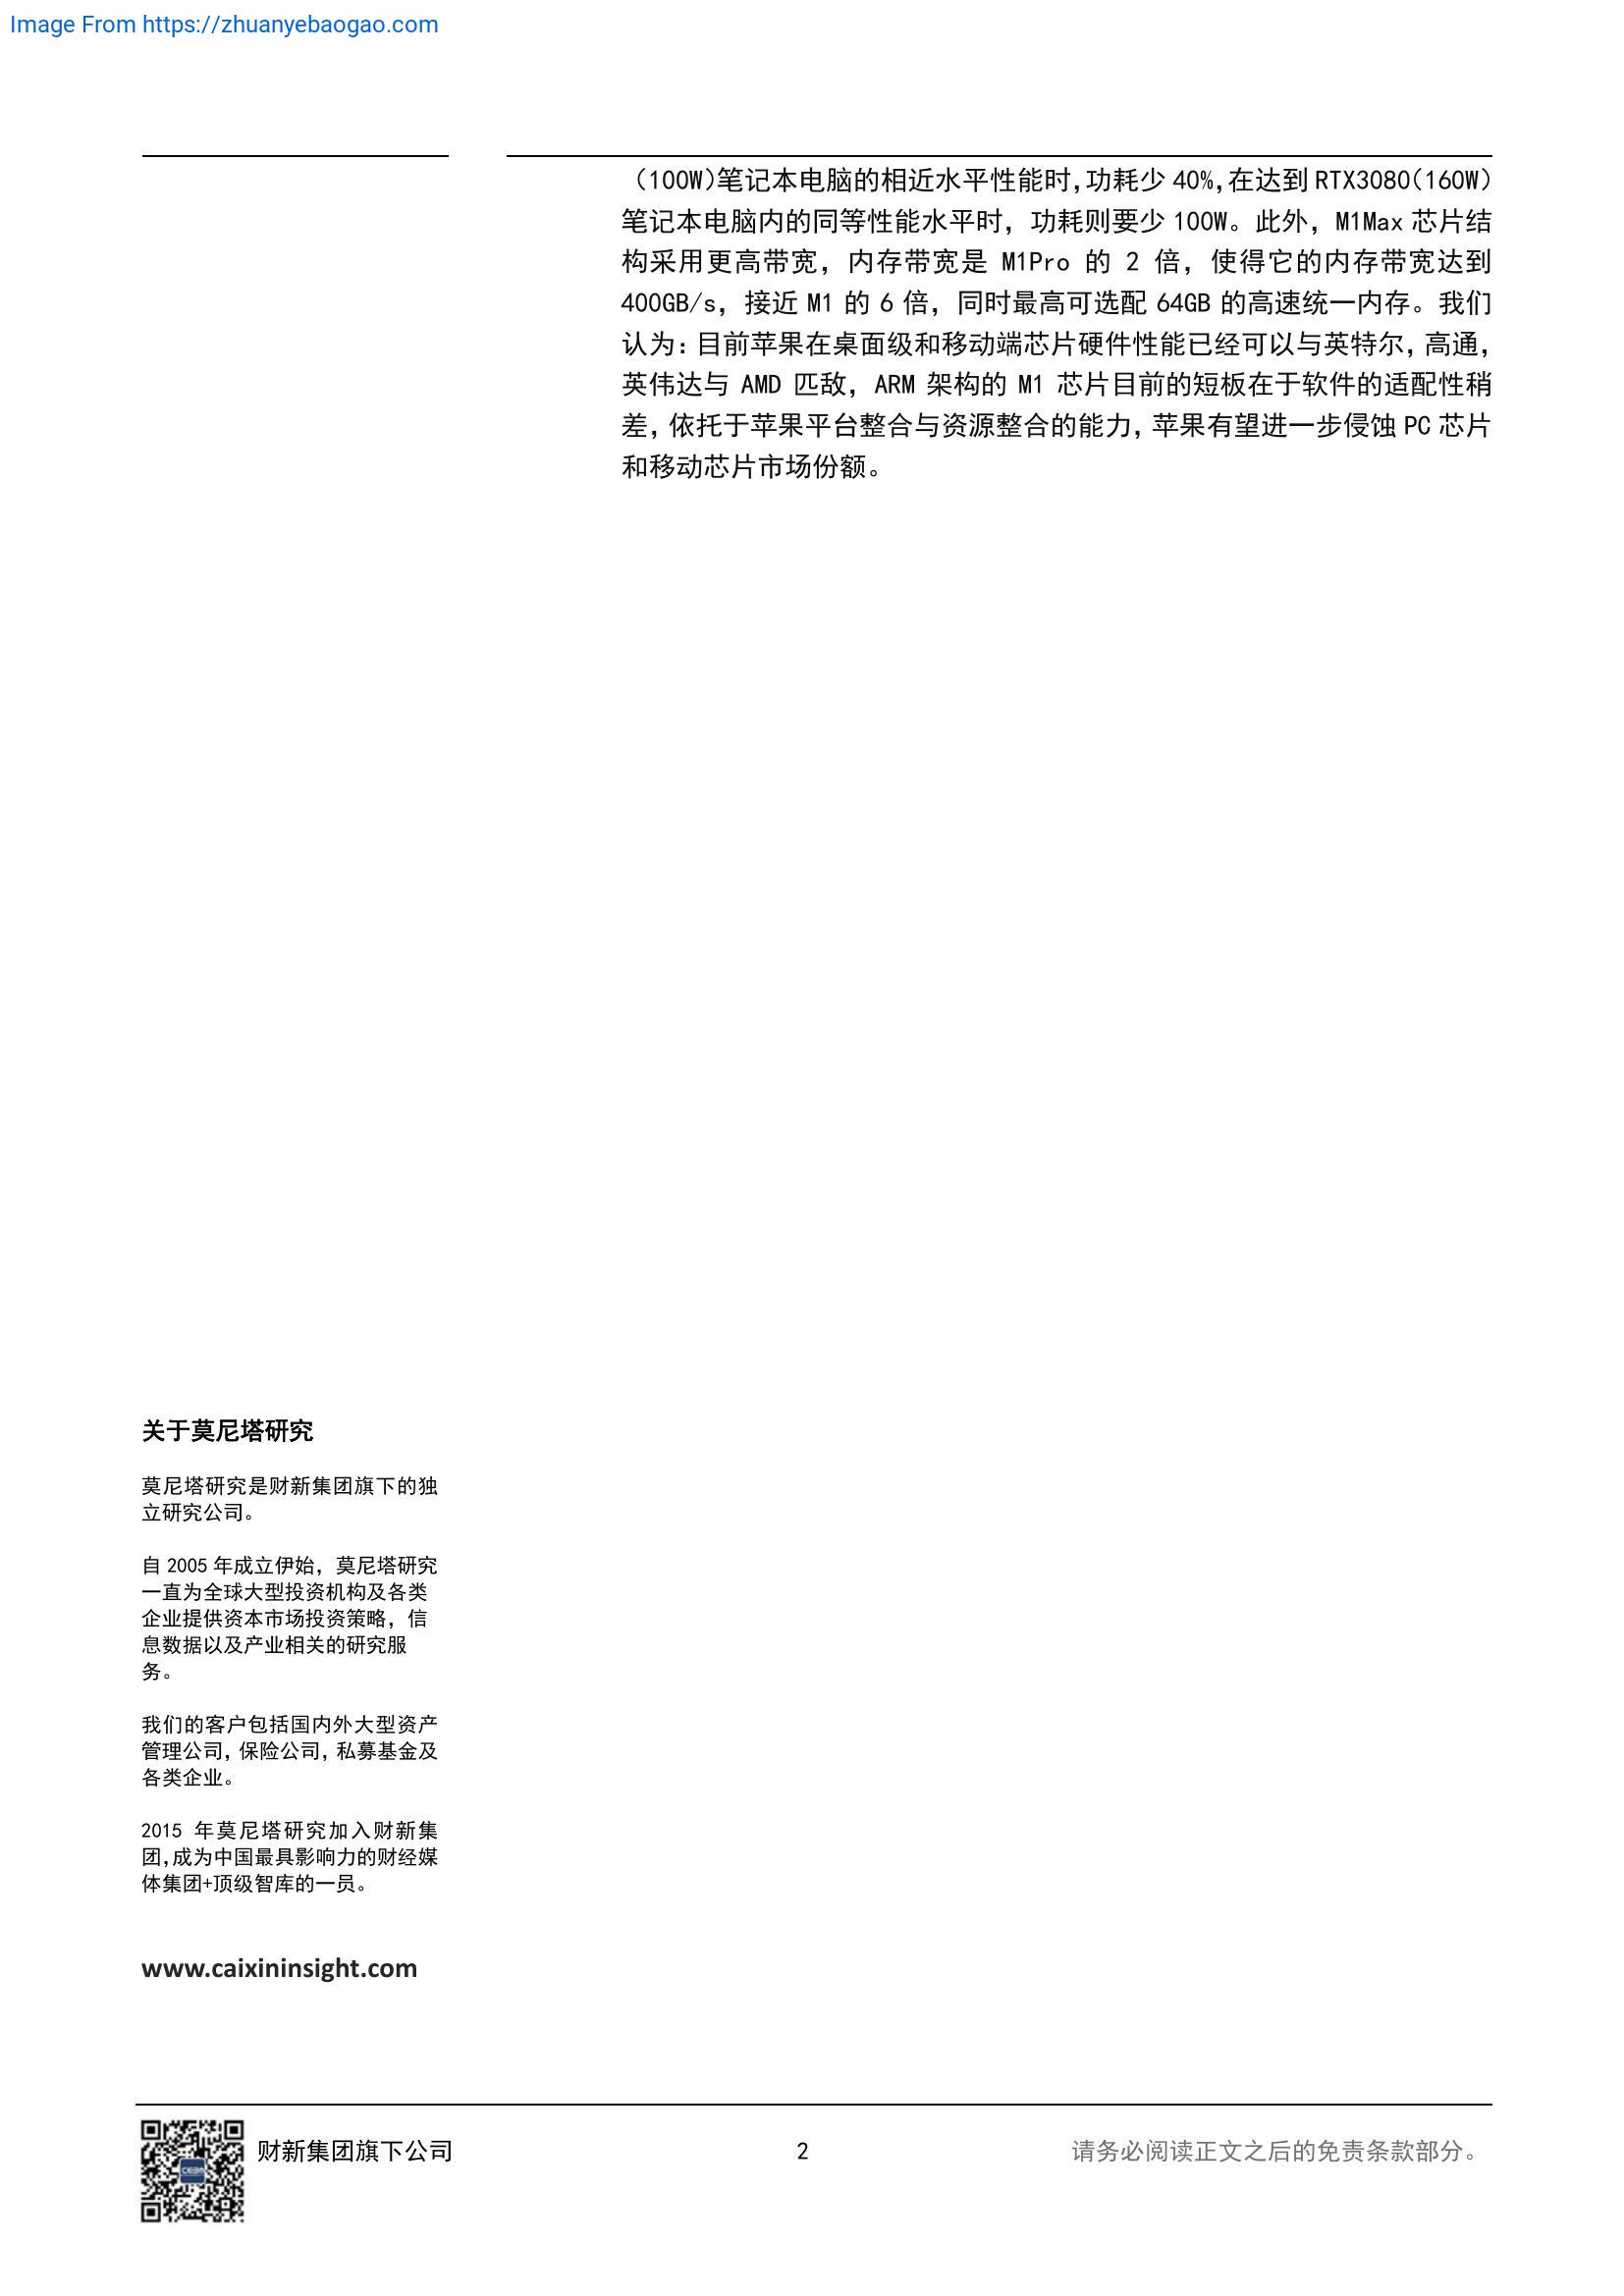 Image From https://zhuanyebaogao.com
（100W）笔记本电脑的相近水平性能时，功耗少 40%，在达到 RTX3080（160W）
笔记本电脑内的同等性能水平时，功耗则要少 100W。此外，M1Max 芯片结
构采用更高带宽，内存带宽是 M1Pro 的 2 倍，使得它的内存带宽达到
400GB/s，接近 M1 的 6 倍，同时最高可选配 64GB 的高速统一内存。我们
认为：目前苹果在桌面级和移动端芯片硬件性能已经可以与英特尔，高通，
英伟达与 AMD 匹敌，ARM 架构的 M1 芯片目前的短板在于软件的适配性稍
差，依托于苹果平台整合与资源整合的能力，苹果有望进一步侵蚀 PC 芯片
和移动芯片市场份额。
关于莫尼塔研究
莫尼塔研究是财新集团旗下的独
立研究公司。
自 2005 年成立伊始，莫尼塔研究
一直为全球大型投资机构及各类
企业提供资本市场投资策略，信
息数据以及产业相关的研究服
务。
我们的客户包括国内外大型资产
管理公司，保险公司，私募基金及
各类企业。
2015 年莫尼塔研究加入财新集
团，成为中国最具影响力的财经媒
体集团+顶级智库的一员。
www.caixininsight.com
财新集团旗下公司
2
请务必阅读正文之后的免责条款部分。